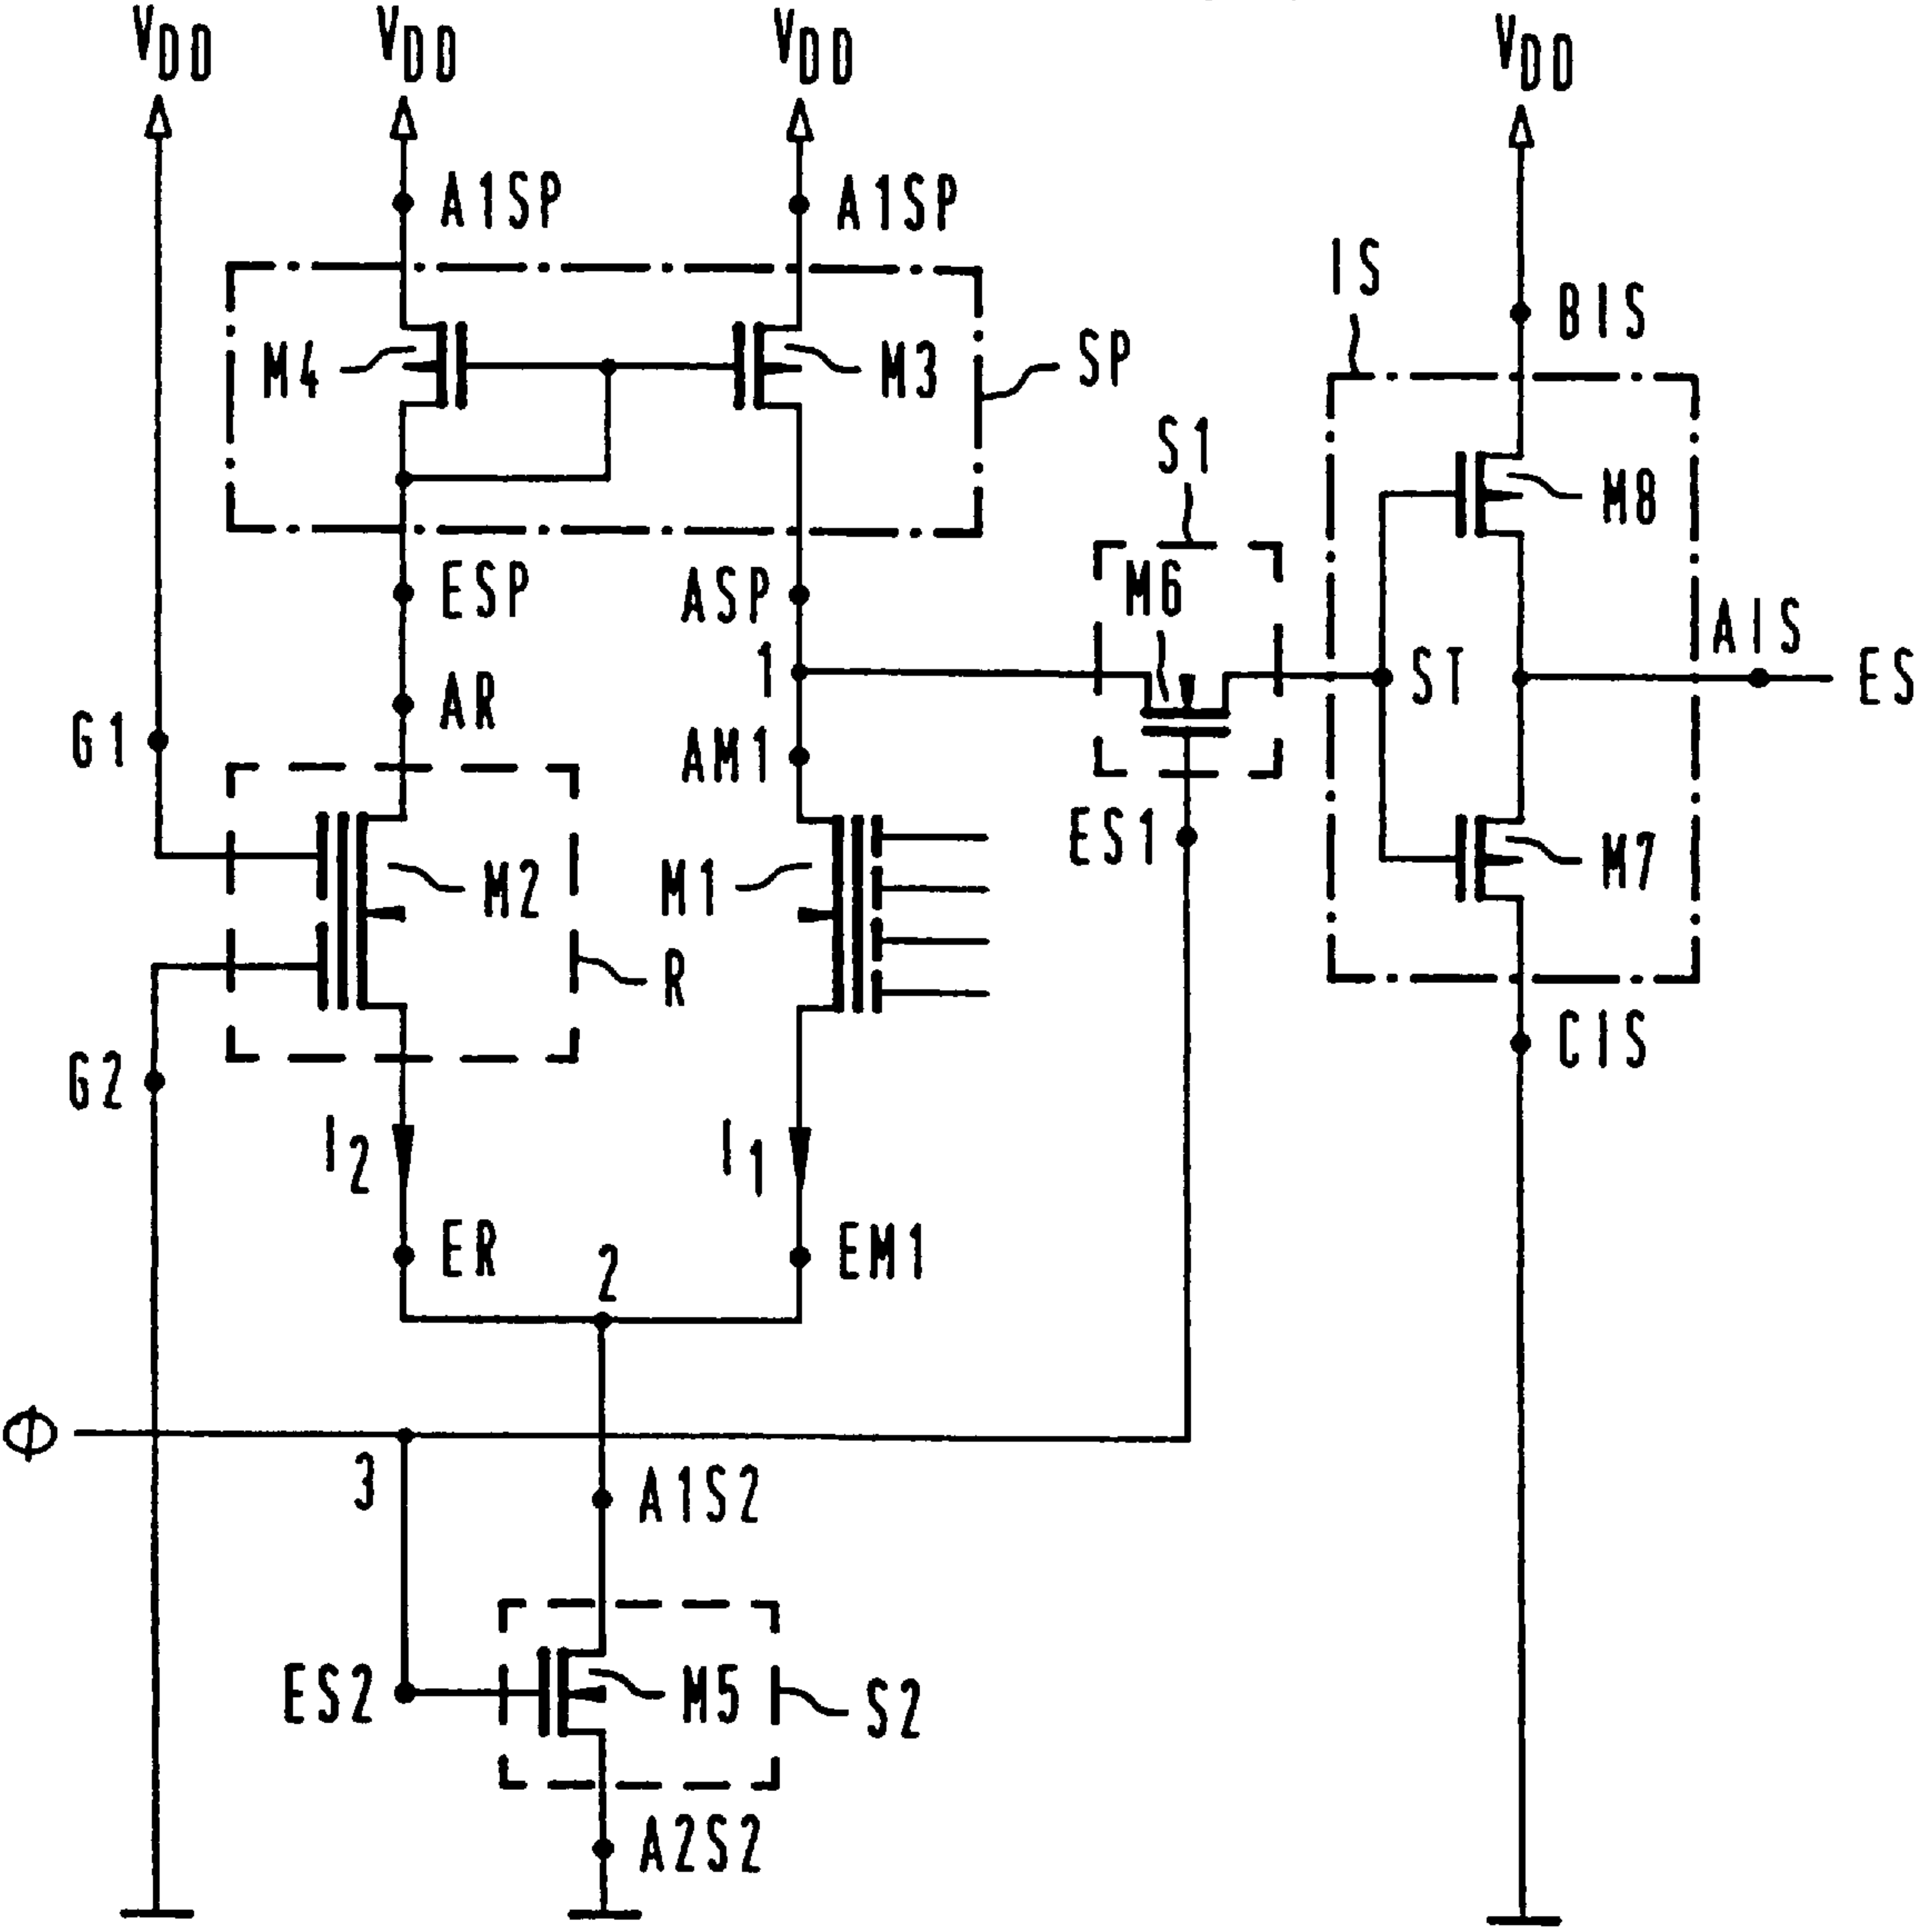 VDD VDD VDD VDD
A1SP A1SP
IS
BIS
M4 M3 SP
S1
M8
ESP ASP M6
AIS
1 ST ES
AR
G1 AM1
ES1
M2 M1 M7
R
CIS
G2
I2 I1
ER 2 EM1
Φ
3 A1S2
ES2 M5 S2
A2S2